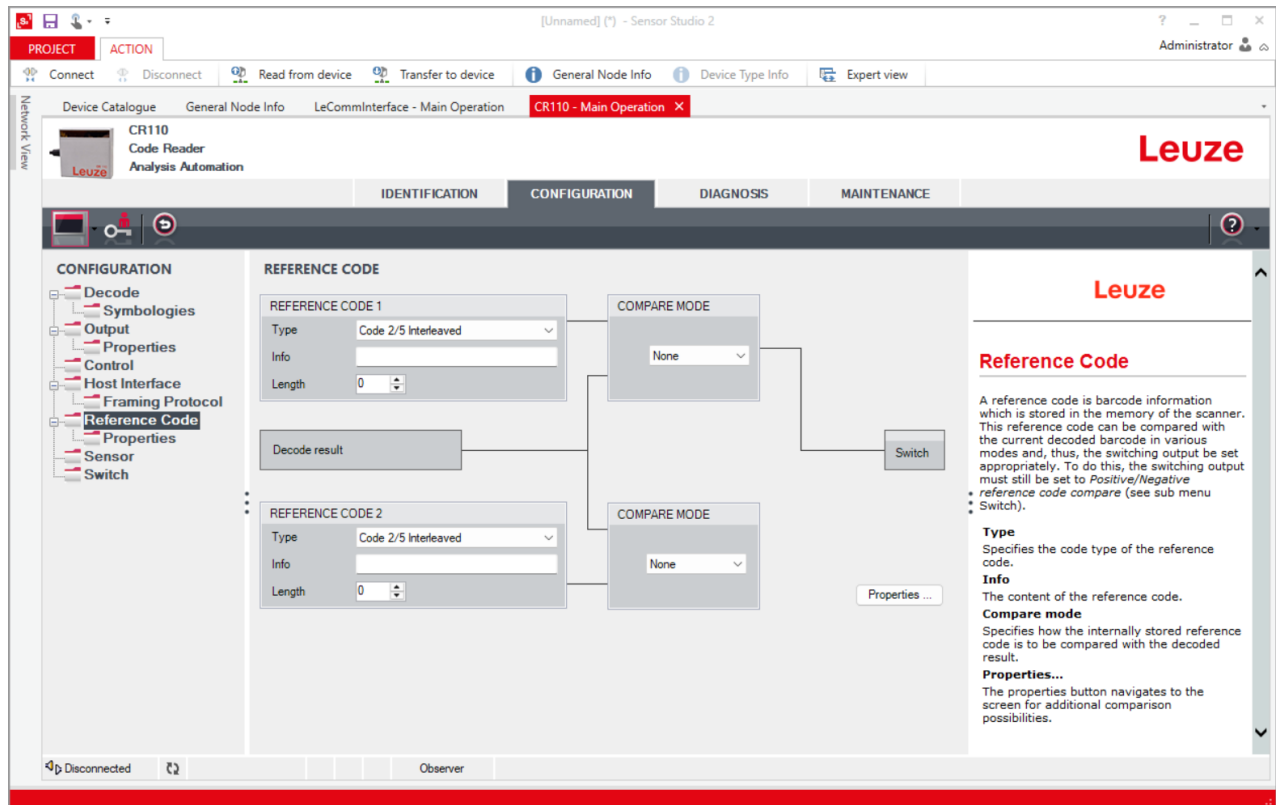 [Unnamed] (*) - Sensor Studio 2
PROJECT ACTION
Administrator
Connect Disconnect Read from device Transfer to device General Node Info Device Type Info Expert view
Network View
Device Catalogue General Node Info LeCommInterface - Main Operation CR110 - Main Operation
CR110
Code Reader
Analysis Automation
Leuze
Leuze
IDENTIFICATION CONFIGURATION DIAGNOSIS MAINTENANCE
CONFIGURATION
Decode
Symbologies
Output
Properties
Control
Host Interface
Framing Protocol
Reference Code
Properties
Sensor
Switch
REFERENCE CODE
REFERENCE CODE 1
Type Code 2/5 Interleaved
Info
Length 0
COMPARE MODE
None
Decode result
Switch
REFERENCE CODE 2
Type Code 2/5 Interleaved
Info
Length 0
COMPARE MODE
None
Properties ...
Leuze
Reference Code
A reference code is barcode information
which is stored in the memory of the scanner.
This reference code can be compared with
the current decoded barcode in various
modes and, thus, the switching output be set
appropriately. To do this, the switching output
must still be set to Positive/Negative
reference code compare (see sub menu
Switch).
Type
Specifies the code type of the reference
code.
Info
The content of the reference code.
Compare mode
Specifies how the internally stored reference
code is to be compared with the decoded
result.
Properties...
The properties button navigates to the
screen for additional comparison
possibilities.
Disconnected Observer